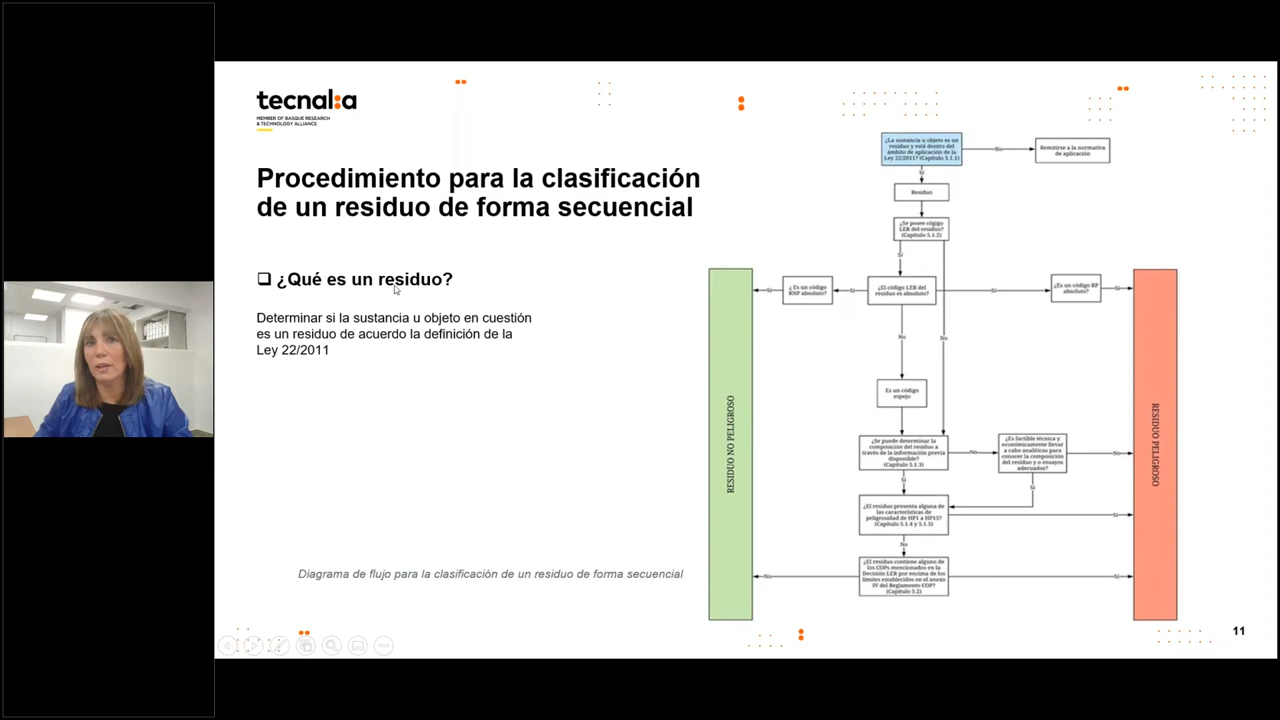 tecnal:a
MEMBER OF BASQUE RESEARCH
& TECHNOLOGY ALLIANCE
Procedimiento para la clasificación
de un residuo de forma secuencial
¿Qué es un residuo?
Determinar si la sustancia u objeto en cuestión
es un residuo de acuerdo la definición de la
Ley 22/2011
Diagrama de flujo para la clasificación de un residuo de forma secuencial
¿La sustancia u objeto es un
residuo y está dentro del
ámbito de aplicación de la
Ley 22/2011? (Capítulo 5.1.1)
No
Remitirse a la normativa
de aplicación
Sí
Residuo
¿Se posee código
LER del residuo?
(Capítulo 5.1.2)
Sí
No
¿El código LER del
residuo es absoluto?
Sí
¿Es un código
RNP absoluto?
Sí
Sí
¿Es un código RP
absoluto?
Sí
No
Es un código
espejo
¿Se puede determinar la
composición del residuo a
través de la información previa
disponible?
(Capítulo 5.1.3)
¿Es factible técnica y
económicamente llevar
a cabo analíticas para
conocer la composición
del residuo y o ensayos
adecuados?
No
Sí
Sí
¿El residuo presenta alguna de
las características de
peligrosidad de HP1 a HP15?
(Capítulo 5.1.4 y 5.1.5)
Sí
No
¿El residuo contiene alguno de
los COPs mencionados en la
Decisión LER por encima de los
límites establecidos en el anexo
IV del Reglamento COP?
(Capítulo 5.2)
No
Sí
RESIDUO NO PELIGROSO
RESIDUO PELIGROSO
11